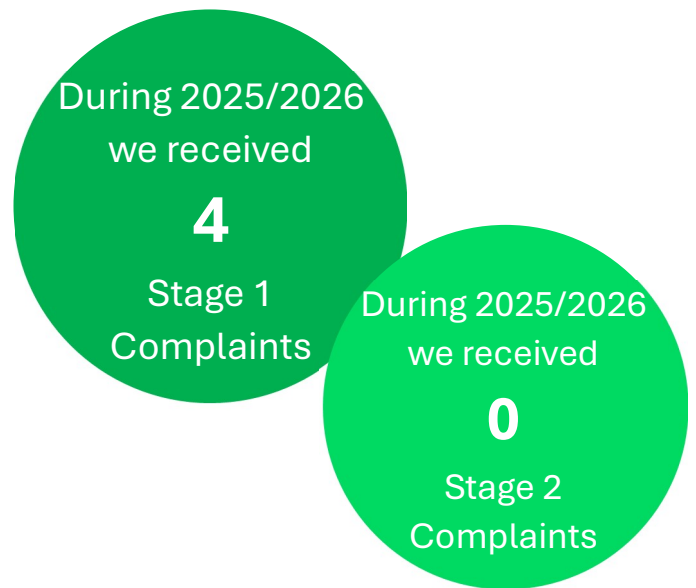 During 2025/2026
we received
4
Stage 1
Complaints
During 2025/2026
we received
0
Stage 2
Complaints